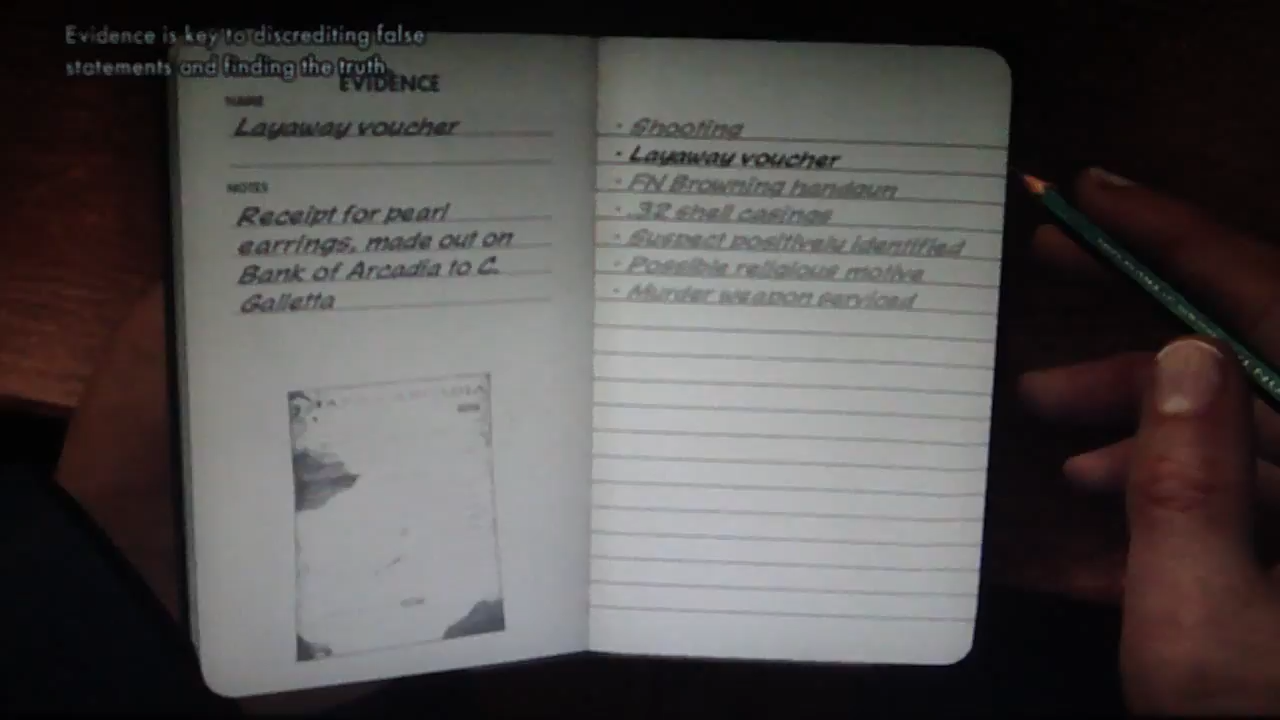 Evidence is key to discrediting false
statements and finding the truth.
EVIDENCE
NAME
Layaway voucher
NOTES
Receipt for pearl
earrings, made out on
Bank of Arcadia to C.
Galletta
- Shooting
- Layaway voucher
- FN Browning handgun
- .32 shell casings
- Suspect positively identified
- Possible religious motive
- Murder weapon serviced